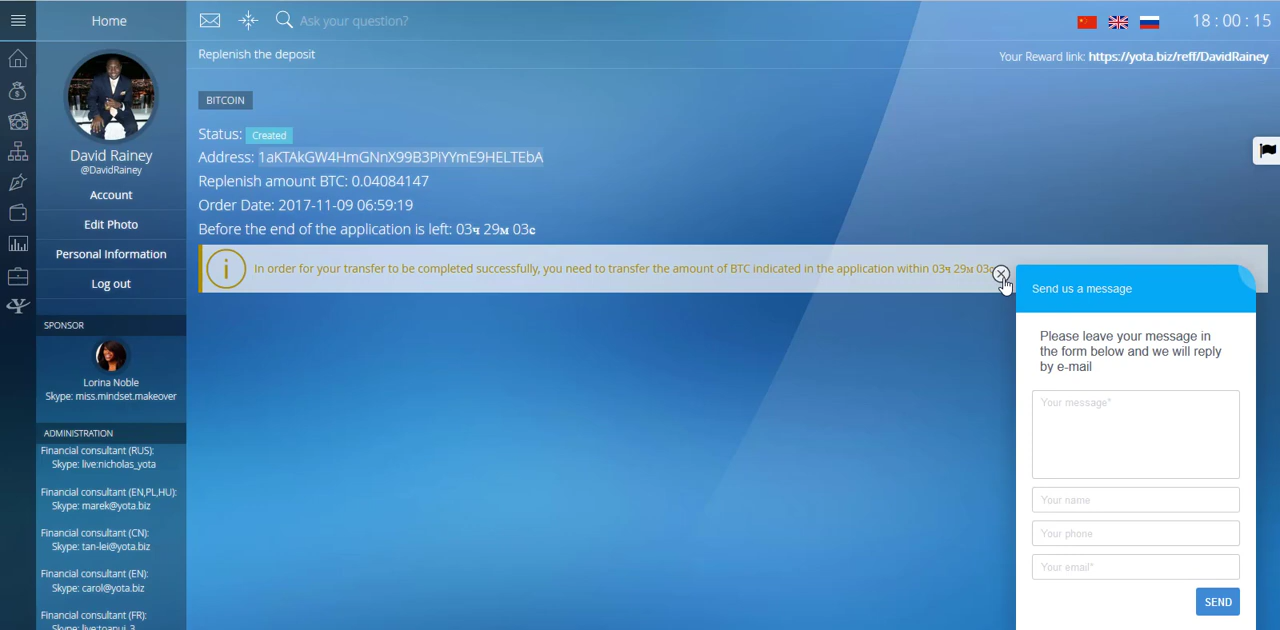 Home
Ask your question?
18 : 00 : 15
Replenish the deposit
Your Reward link: https://yota.biz/reff/DavidRainey
BITCOIN
Status: Created
Address: 1aKTAkGW4HmGNnX99B3PiYYmE9HELTEbA
Replenish amount BTC: 0.04084147
Order Date: 2017-11-09 06:59:19
Before the end of the application is left: 03ч 29м 03с
In order for your transfer to be completed successfully, you need to transfer the amount of BTC indicated in the application within 03ч 29м 03с
David Rainey
@DavidRainey
Account
Edit Photo
Personal Information
Log out
SPONSOR
Lorina Noble
Skype: miss.mindset.makeover
ADMINISTRATION
Financial consultant (RUS):
Skype: live:nicholas_yota
Financial consultant (EN,PL,HU):
Skype: marek@yota.biz
Financial consultant (CN):
Skype: tan-lei@yota.biz
Financial consultant (EN):
Skype: carol@yota.biz
Financial consultant (FR):
Send us a message
Please leave your message in
the form below and we will reply
by e-mail
Your message*
Your name
Your phone
Your email*
SEND